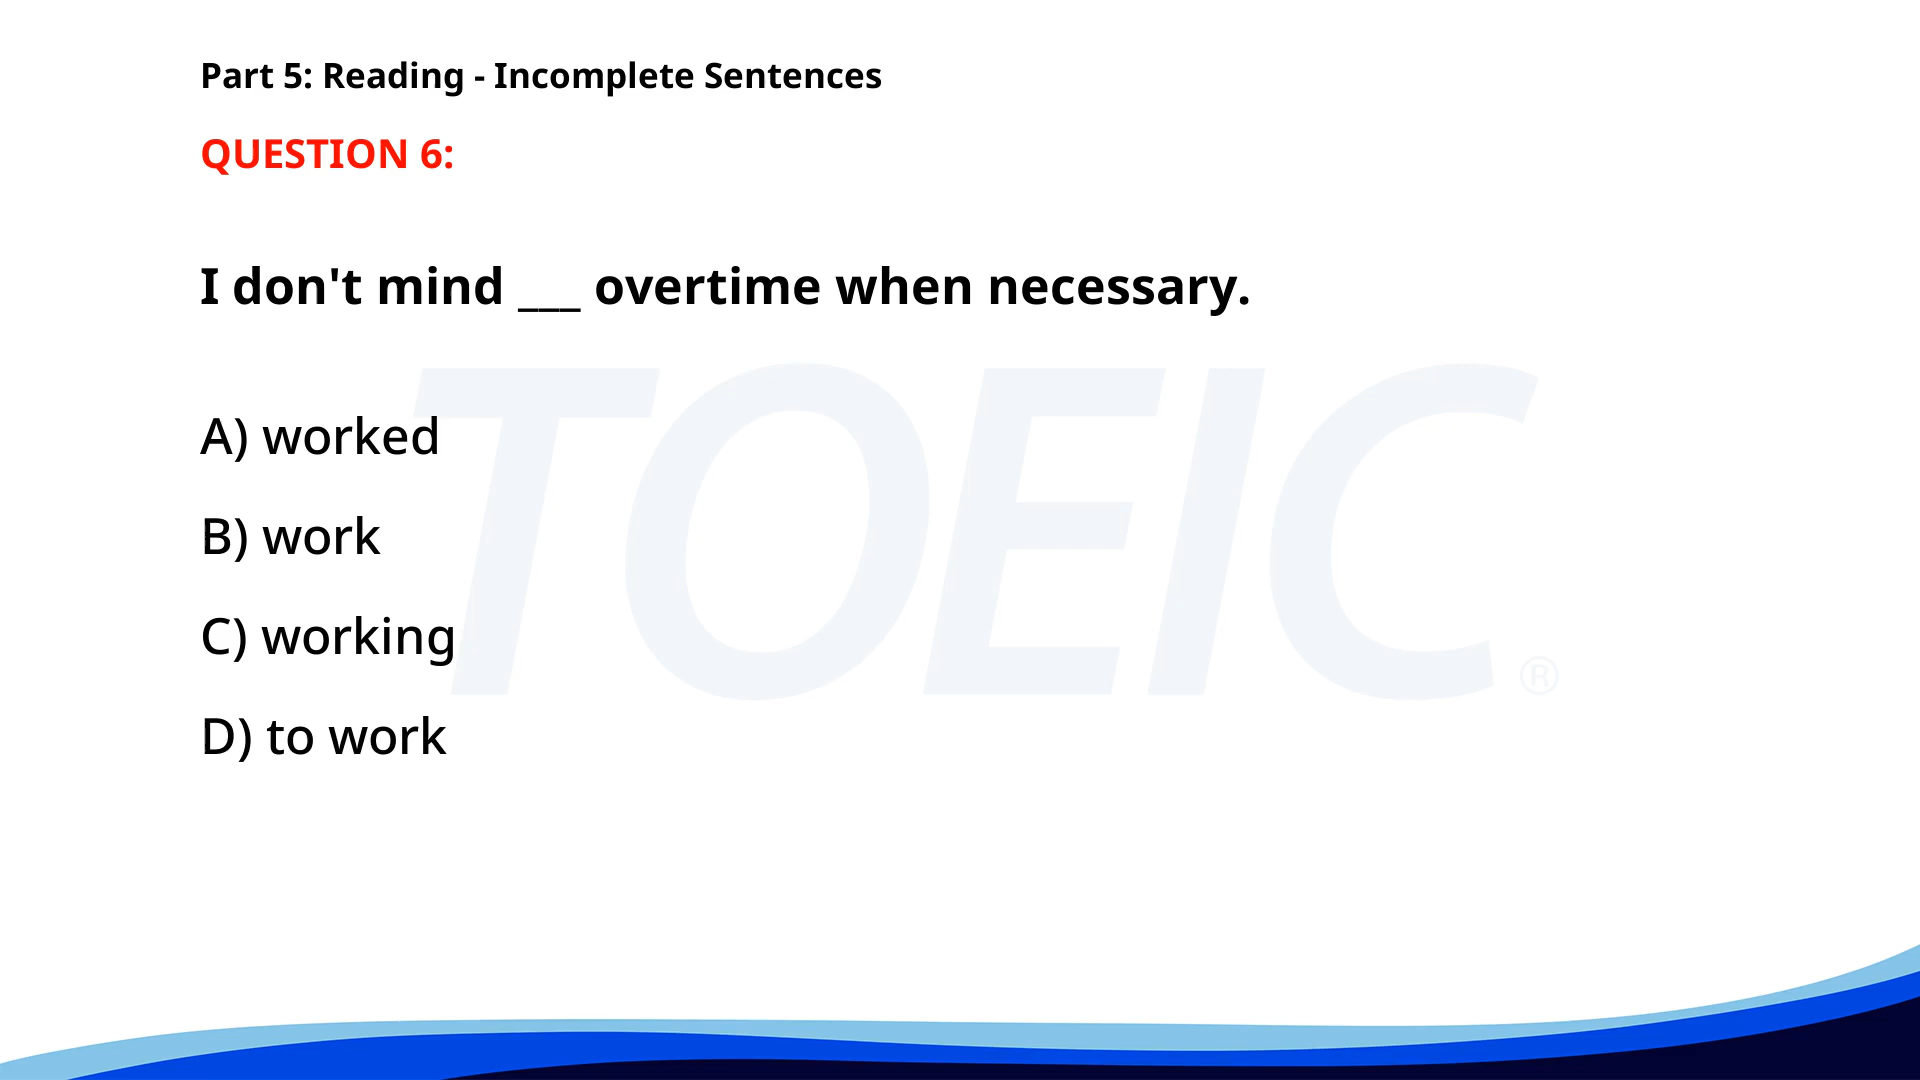 Part 5: Reading - Incomplete Sentences
QUESTION 6:
I don't mind ___ overtime when necessary.
TOEIC®
A) worked
B) work
C) working
D) to work